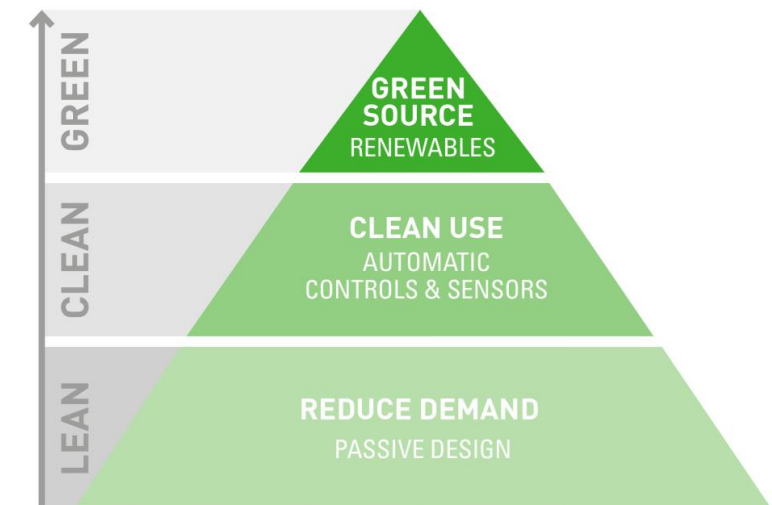 GREEN
GREEN
SOURCE
RENEWABLES
CLEAN
CLEAN USE
AUTOMATIC
CONTROLS & SENSORS
LEAN
REDUCE DEMAND
PASSIVE DESIGN